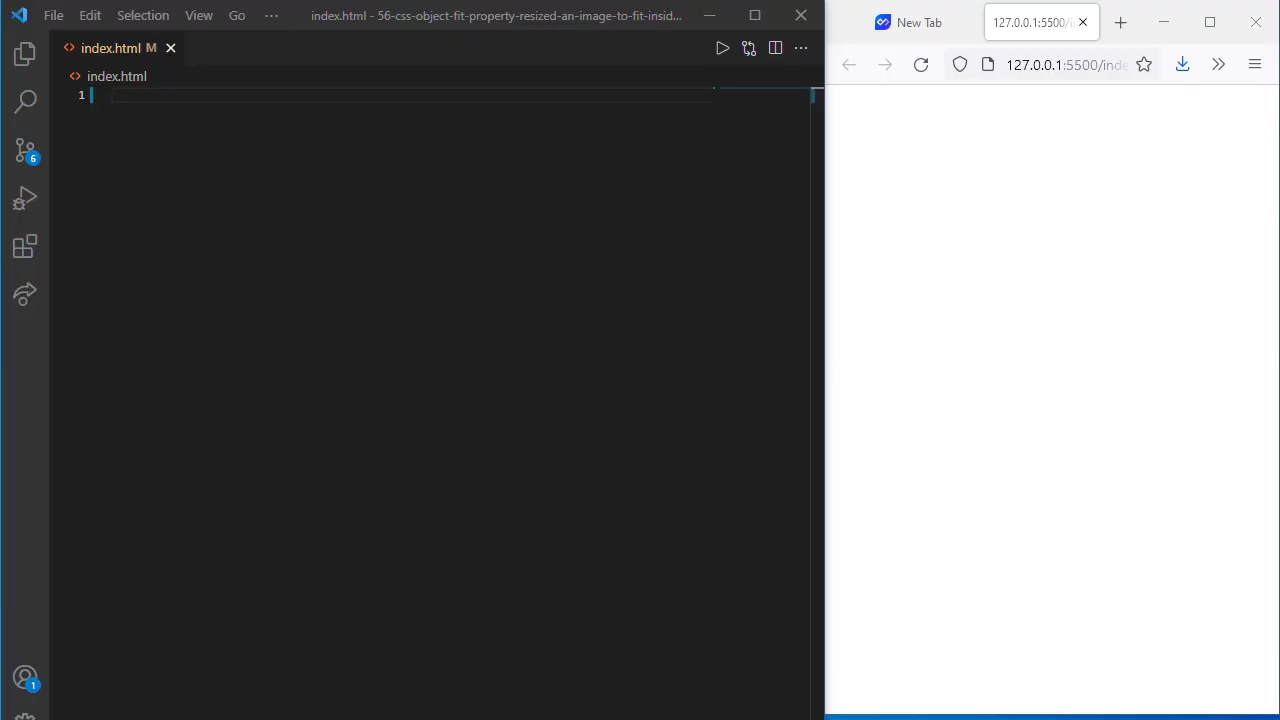 File Edit Selection View Go ··· index.html - 56-css-object-fit-property-resized-an-image-to-fit-insid...
New Tab
127.0.0.1:5500/i
index.html M
127.0.0.1:5500/inde
index.html
1
6
1